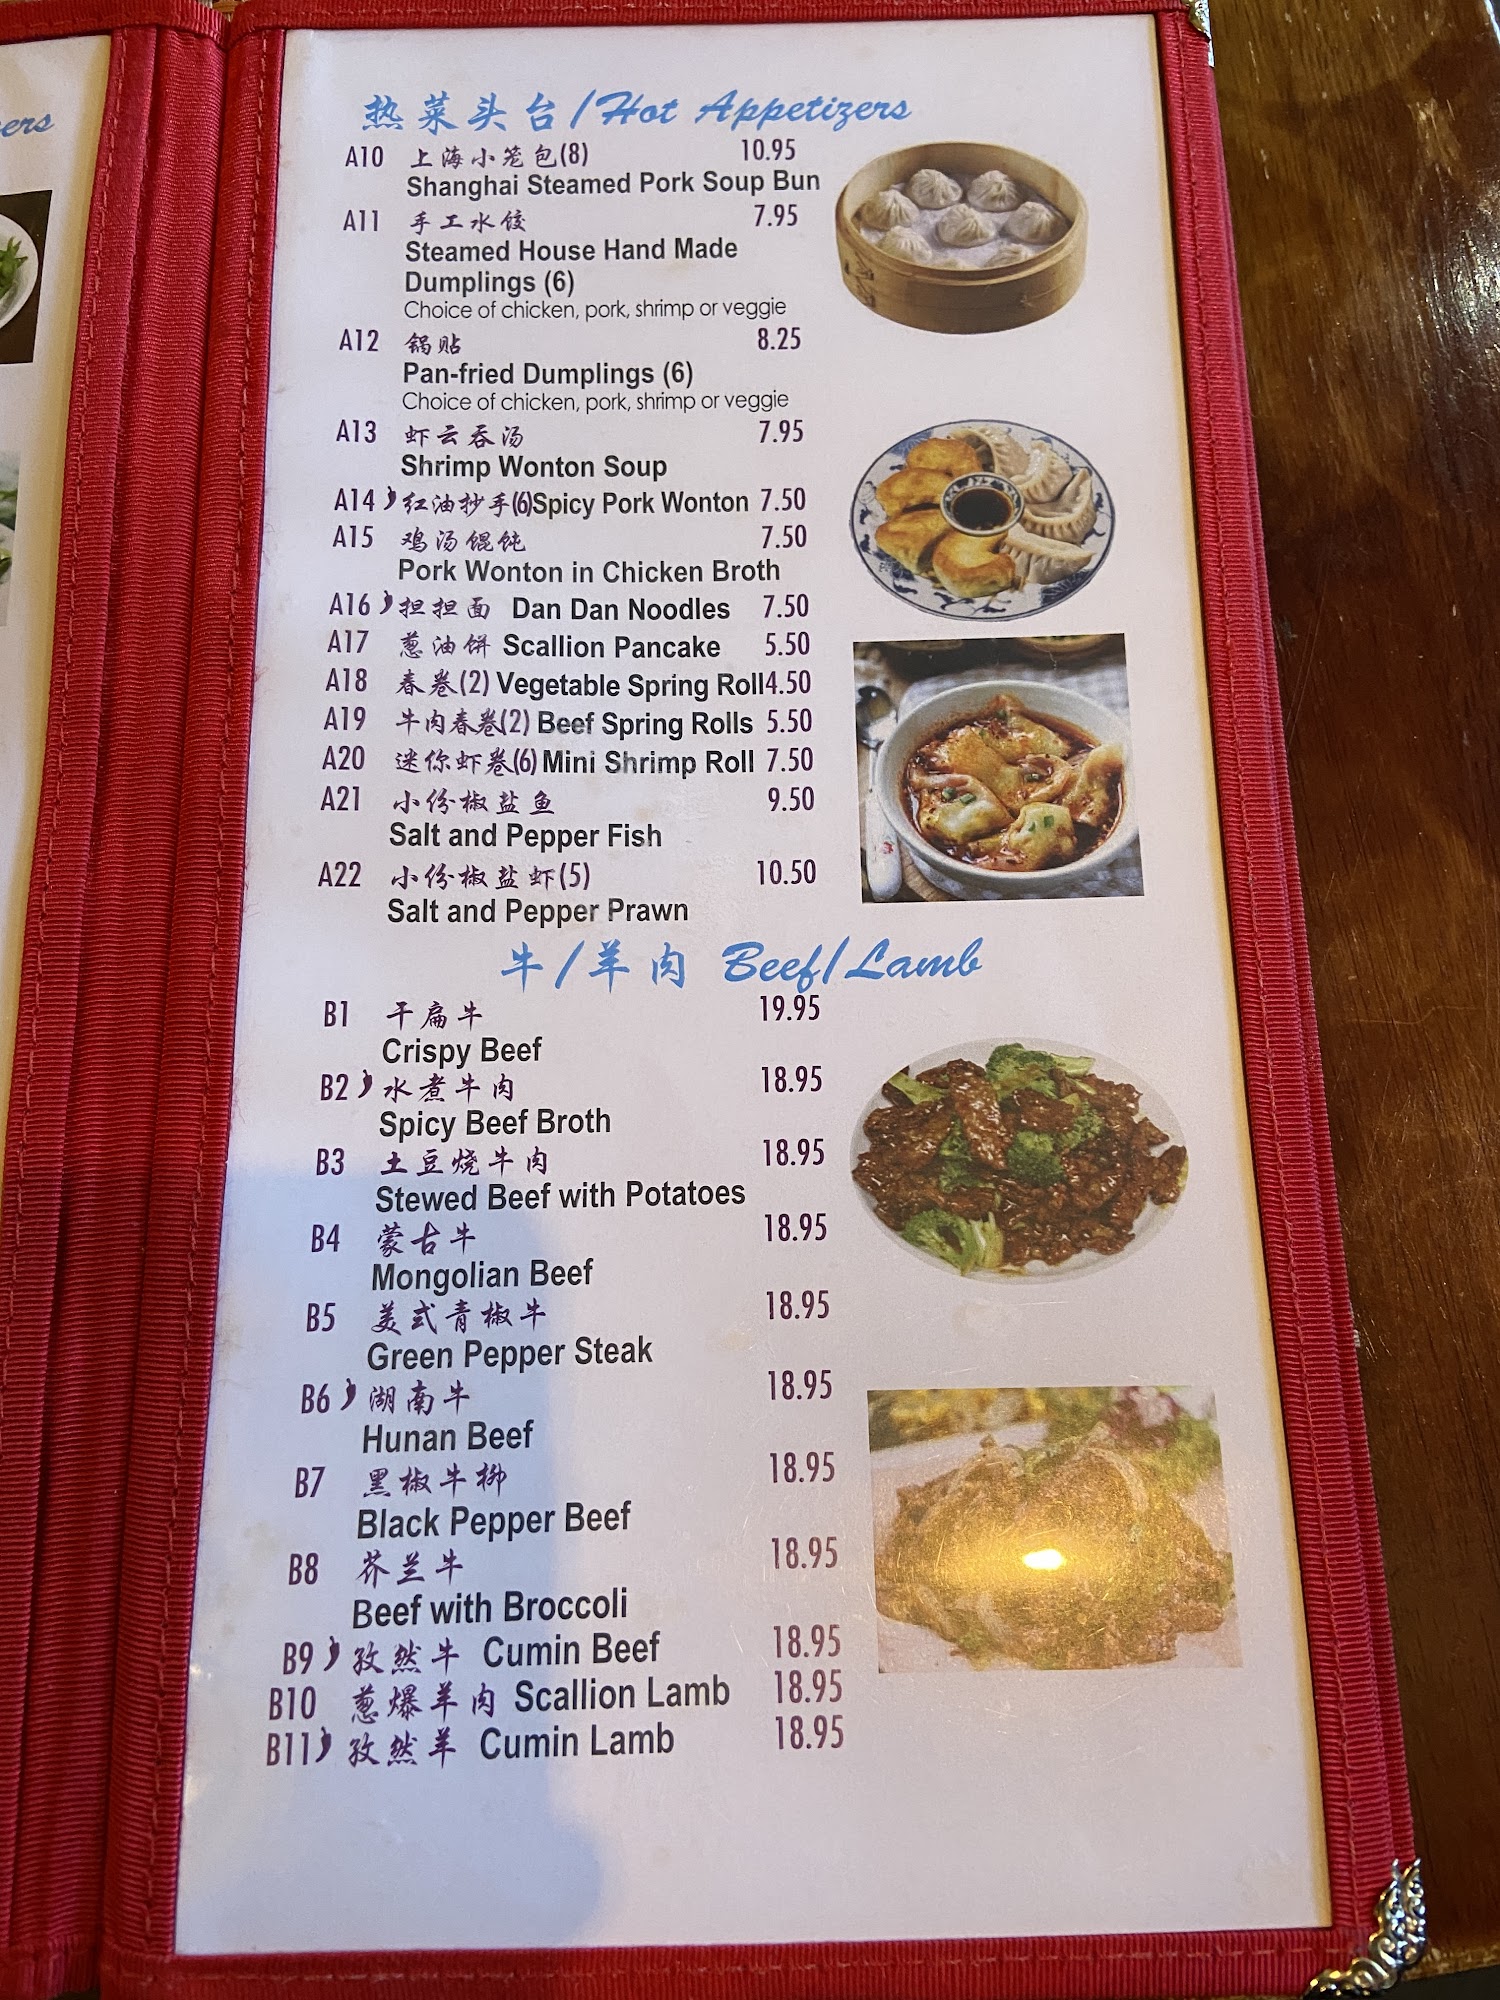 ers
热菜头台/Hot Appetizers
A10 上海小笼包(8) 10.95
Shanghai Steamed Pork Soup Bun
A11 手工水饺 7.95
Steamed House Hand Made
Dumplings (6)
Choice of chicken, pork, shrimp or veggie
A12 锅贴 8.25
Pan-fried Dumplings (6)
Choice of chicken, pork, shrimp or veggie
A13 虾云吞汤 7.95
Shrimp Wonton Soup
A14 红油抄手(6)Spicy Pork Wonton 7.50
A15 鸡汤馄饨 7.50
Pork Wonton in Chicken Broth
A16 担担面 Dan Dan Noodles 7.50
A17 葱油饼 Scallion Pancake 5.50
A18 春卷(2) Vegetable Spring Roll 4.50
A19 牛肉春卷(2) Beef Spring Rolls 5.50
A20 迷你虾卷(6) Mini Shrimp Roll 7.50
A21 小份椒盐鱼 9.50
Salt and Pepper Fish
A22 小份椒盐虾(5) 10.50
Salt and Pepper Prawn
牛/羊肉 Beef/Lamb
B1 干扁牛 19.95
Crispy Beef
B2 水煮牛肉 18.95
Spicy Beef Broth
B3 土豆烧牛肉 18.95
Stewed Beef with Potatoes
B4 蒙古牛 18.95
Mongolian Beef
B5 美式青椒牛 18.95
Green Pepper Steak
B6 湖南牛 18.95
Hunan Beef
B7 黑椒牛柳 18.95
Black Pepper Beef
B8 芥兰牛 18.95
Beef with Broccoli
B9 孜然牛 Cumin Beef 18.95
B10 葱爆羊肉 Scallion Lamb 18.95
B11 孜然羊 Cumin Lamb 18.95